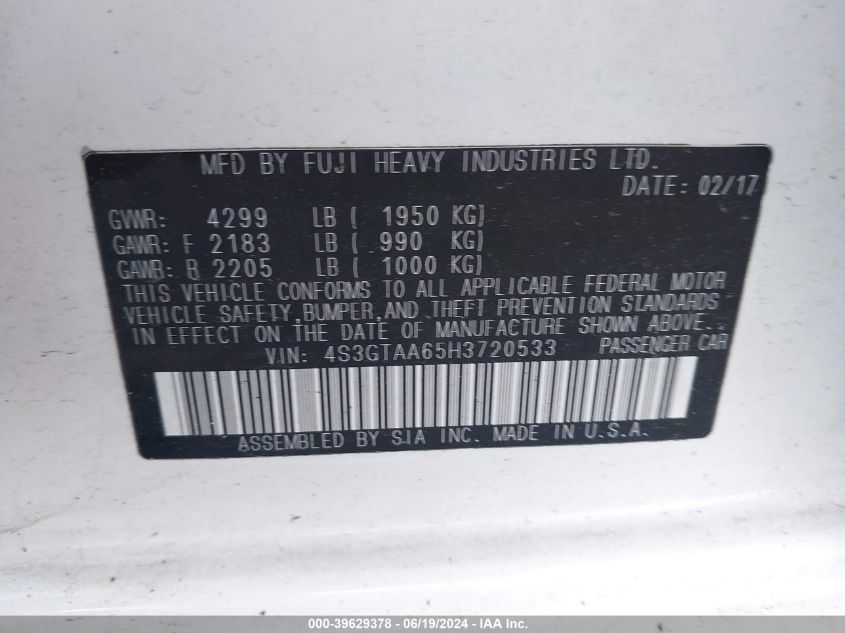 MFD BY FUJI HEAVY INDUSTRIES LTD.
DATE: 02/17
GVWR: 4299 LB ( 1950 KG)
GAWR: F 2183 LB ( 990 KG)
GAWR: R 2205 LB ( 1000 KG)
THIS VEHICLE CONFORMS TO ALL APPLICABLE FEDERAL MOTOR
VEHICLE SAFETY, BUMPER, AND THEFT PREVENTION STANDARDS
IN EFFECT ON THE DATE OF MANUFACTURE SHOWN ABOVE.
VIN: 4S3GTAA65H3720533 PASSENGER CAR
ASSEMBLED BY SIA INC. MADE IN U.S.A.
000-39629378 - 06/19/2024 - IAA Inc.